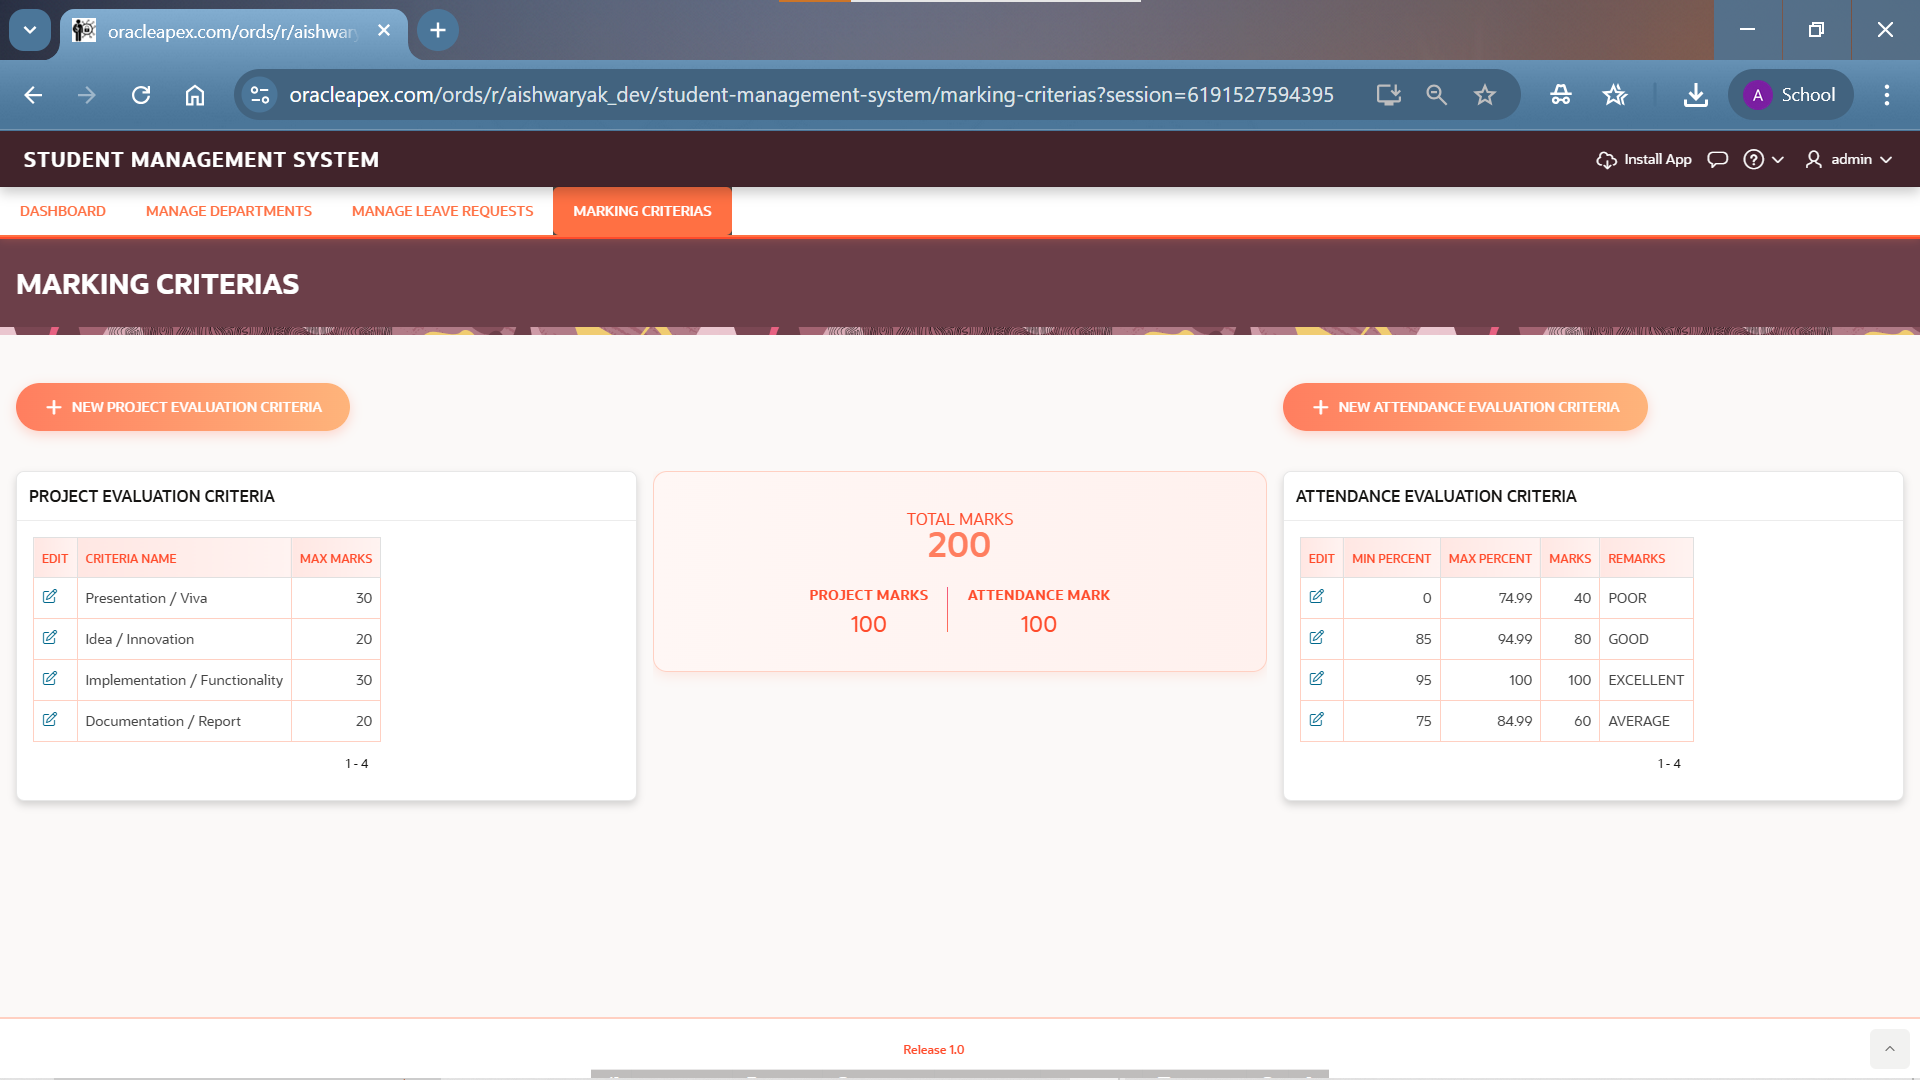 oracleapex.com/ords/r/aishwar
oracleapex.com/ords/r/aishwaryak_dev/student-management-system/marking-criterias?session=6191527594395
A School
STUDENT MANAGEMENT SYSTEM
Install App
admin
DASHBOARD MANAGE DEPARTMENTS MANAGE LEAVE REQUESTS MARKING CRITERIAS
MARKING CRITERIAS
NEW PROJECT EVALUATION CRITERIA
NEW ATTENDANCE EVALUATION CRITERIA
PROJECT EVALUATION CRITERIA
EDIT CRITERIA NAME MAX MARKS
Presentation / Viva 30
Idea / Innovation 20
Implementation / Functionality 30
Documentation / Report 20
1 - 4
TOTAL MARKS
200
PROJECT MARKS ATTENDANCE MARK
100 100
ATTENDANCE EVALUATION CRITERIA
EDIT MIN PERCENT MAX PERCENT MARKS REMARKS
0 74.99 40 POOR
85 94.99 80 GOOD
95 100 100 EXCELLENT
75 84.99 60 AVERAGE
1 - 4
Release 1.0